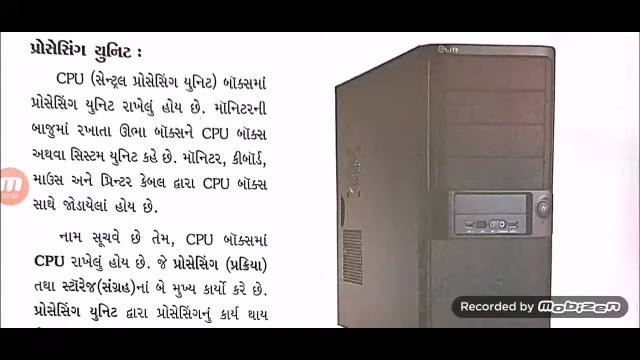 પ્રોસેસિંગ યુનિટ :
CPU (સેન્ટ્રલ પ્રોસેસિંગ યુનિટ) બૉક્સમાં
પ્રોસેસિંગ યુનિટ રાખેલું હોય છે. મૉનિટરની
બાજુમાં રખાતા ઊભા બૉક્સને CPU બૉક્સ
અથવા સિસ્ટમ યુનિટ કહે છે. મૉનિટર, કીબૉર્ડ,
માઉસ અને પ્રિન્ટર કેબલ દ્વારા CPU બૉક્સ
સાથે જોડાયેલાં હોય છે.
નામ સૂચવે છે તેમ, CPU બૉક્સમાં
CPU રાખેલું હોય છે. જે પ્રોસેસિંગ (પ્રક્રિયા)
તથા સ્ટૉરેજ(સંગ્રહ)નાં બે મુખ્ય કાર્યો કરે છે.
પ્રોસેસિંગ યુનિટ દ્વારા પ્રોસેસિંગનું કાર્ય થાય
Recorded by mobizen